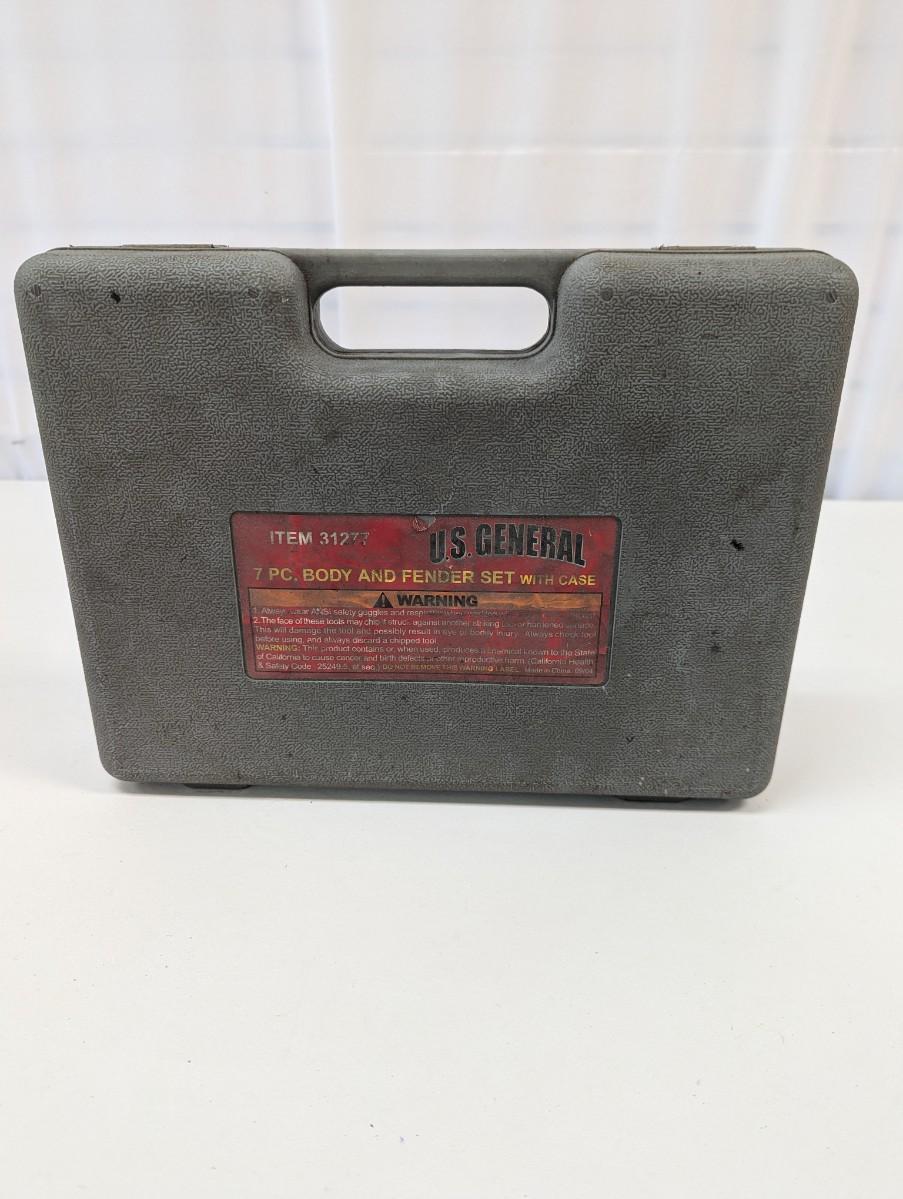 ITEM 31277
U.S. GENERAL
7 PC. BODY AND FENDER SET WITH CASE
WARNING
1. Always wear ANSI safety goggles and
2. The face of these tools may chip if struck against another striking tool or hardened surface.
This will damage the tool and possibly result in eye or bodily injury. Always check tool
before using, and always discard a chipped tool.
WARNING: This product contains or, when used, produces a chemical known to the State
of California to cause cancer and birth defects or other reproductive harm. (California Health
& Safety Code 25249.5, et seq.) DO NOT REMOVE THIS WARNING LABEL. Made in China